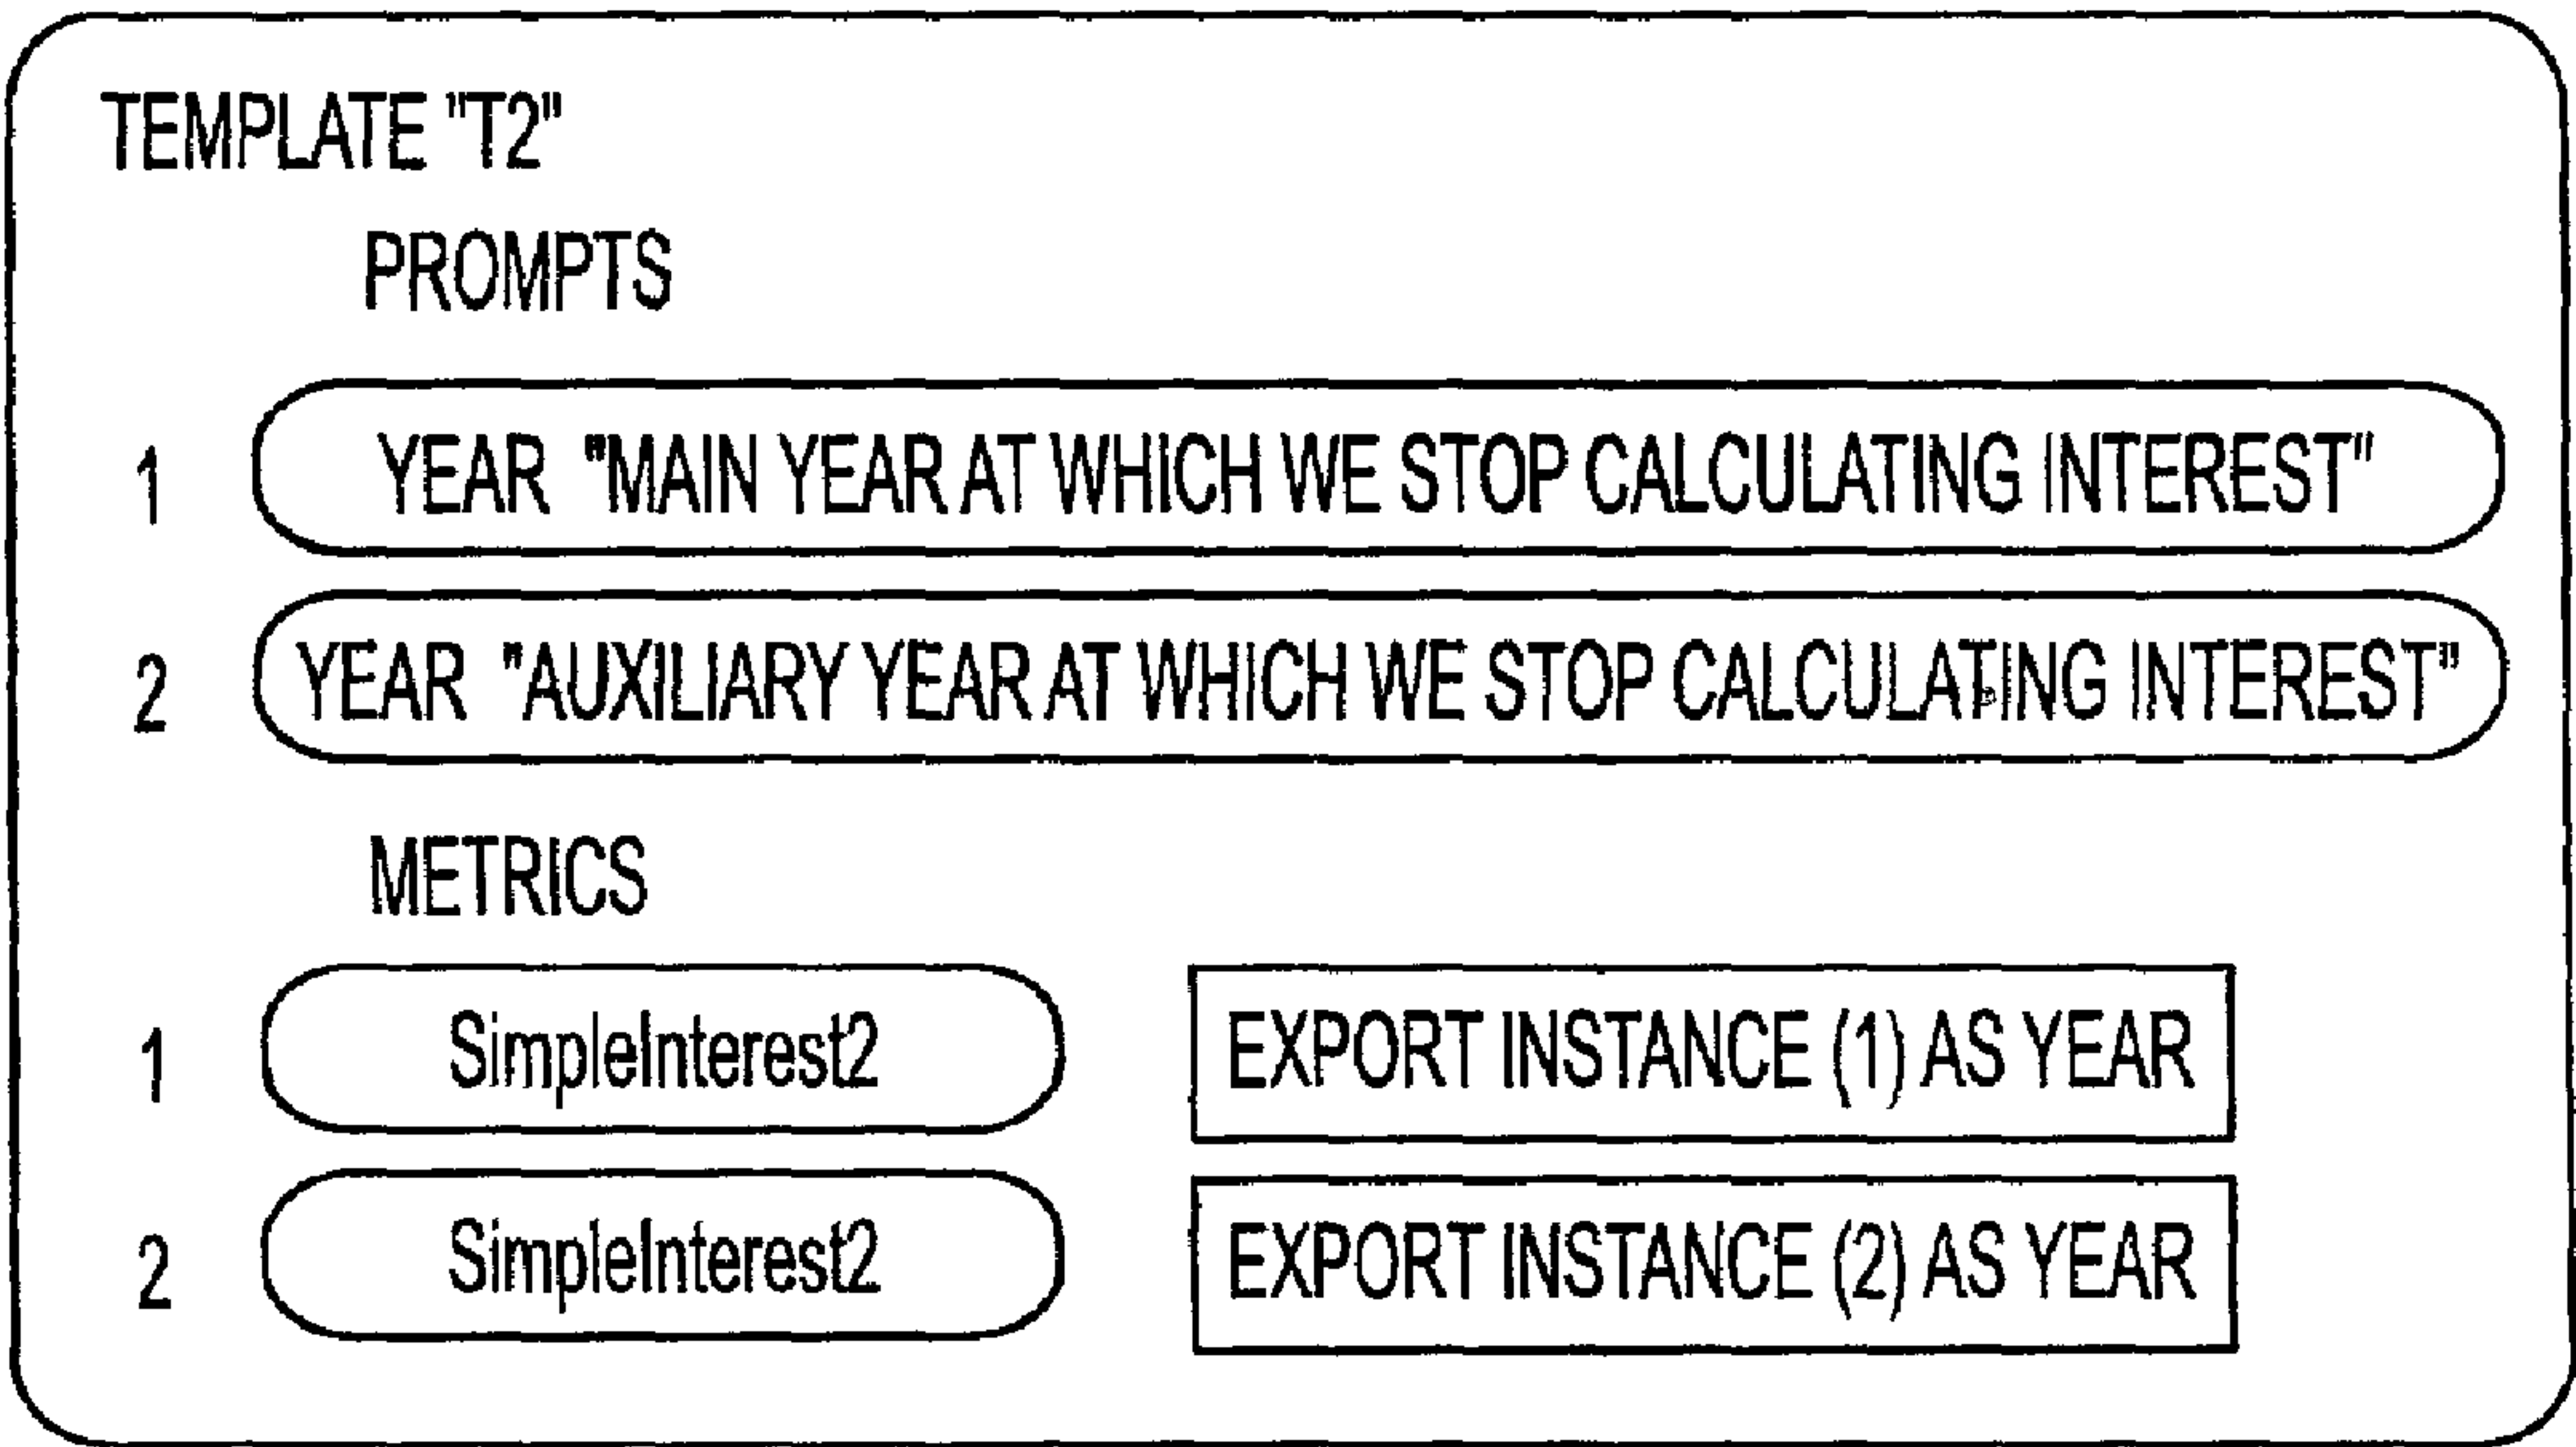 TEMPLATE "T2"
PROMPTS
1 YEAR "MAIN YEAR AT WHICH WE STOP CALCULATING INTEREST"
2 YEAR "AUXILIARY YEAR AT WHICH WE STOP CALCULATING INTEREST"
METRICS
1 SimpleInterest2 EXPORT INSTANCE (1) AS YEAR
2 SimpleInterest2 EXPORT INSTANCE (2) AS YEAR